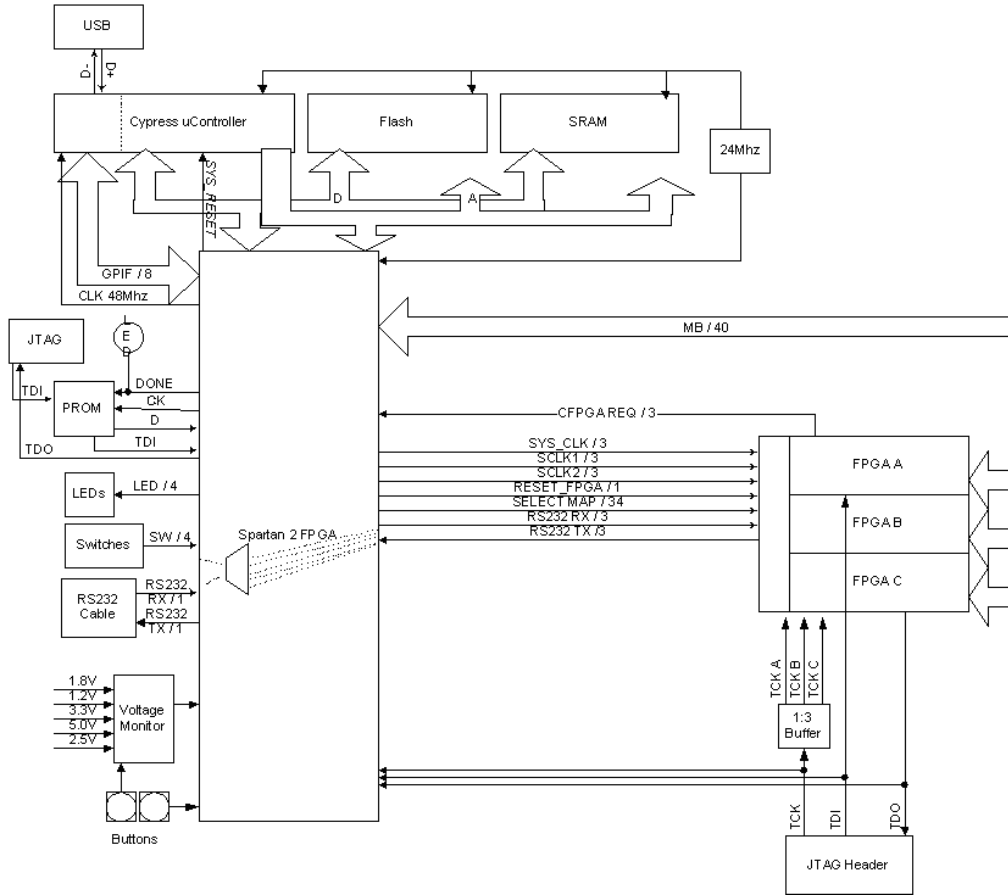 USB
D-
D+
Cypress uController
Flash
SRAM
24Mhz
SYS_RESET
D
A
GPIF / 8
CLK 48Mhz
MB / 40
LED
JTAG
TDI
PROM
DONE
CK
D
TDI
TDO
CFPGAREQ / 3
SYS_CLK / 3
SCLK1 / 3
SCLK2 / 3
RESET_FPGA / 1
SELECT MAP / 34
RS232 RX / 3
RS232 TX /3
FPGA A
FPGA B
FPGA C
LEDs
LED / 4
Switches
SW / 4
Spartan 2 FPGA
RS232
Cable
RS232
RX / 1
RS232
TX / 1
TCK A
TCK B
TCK C
1:3
Buffer
1.8V
1.2V
3.3V
5.0V
2.5V
Voltage
Monitor
Buttons
TCK
TDI
TDO
JTAG Header